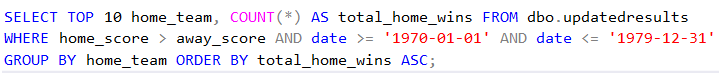 SELECT TOP 10 home_team, COUNT(*) AS total_home_wins FROM dbo.updatedresults
WHERE home_score > away_score AND date >= '1970-01-01' AND date <= '1979-12-31'
GROUP BY home_team ORDER BY total_home_wins ASC;